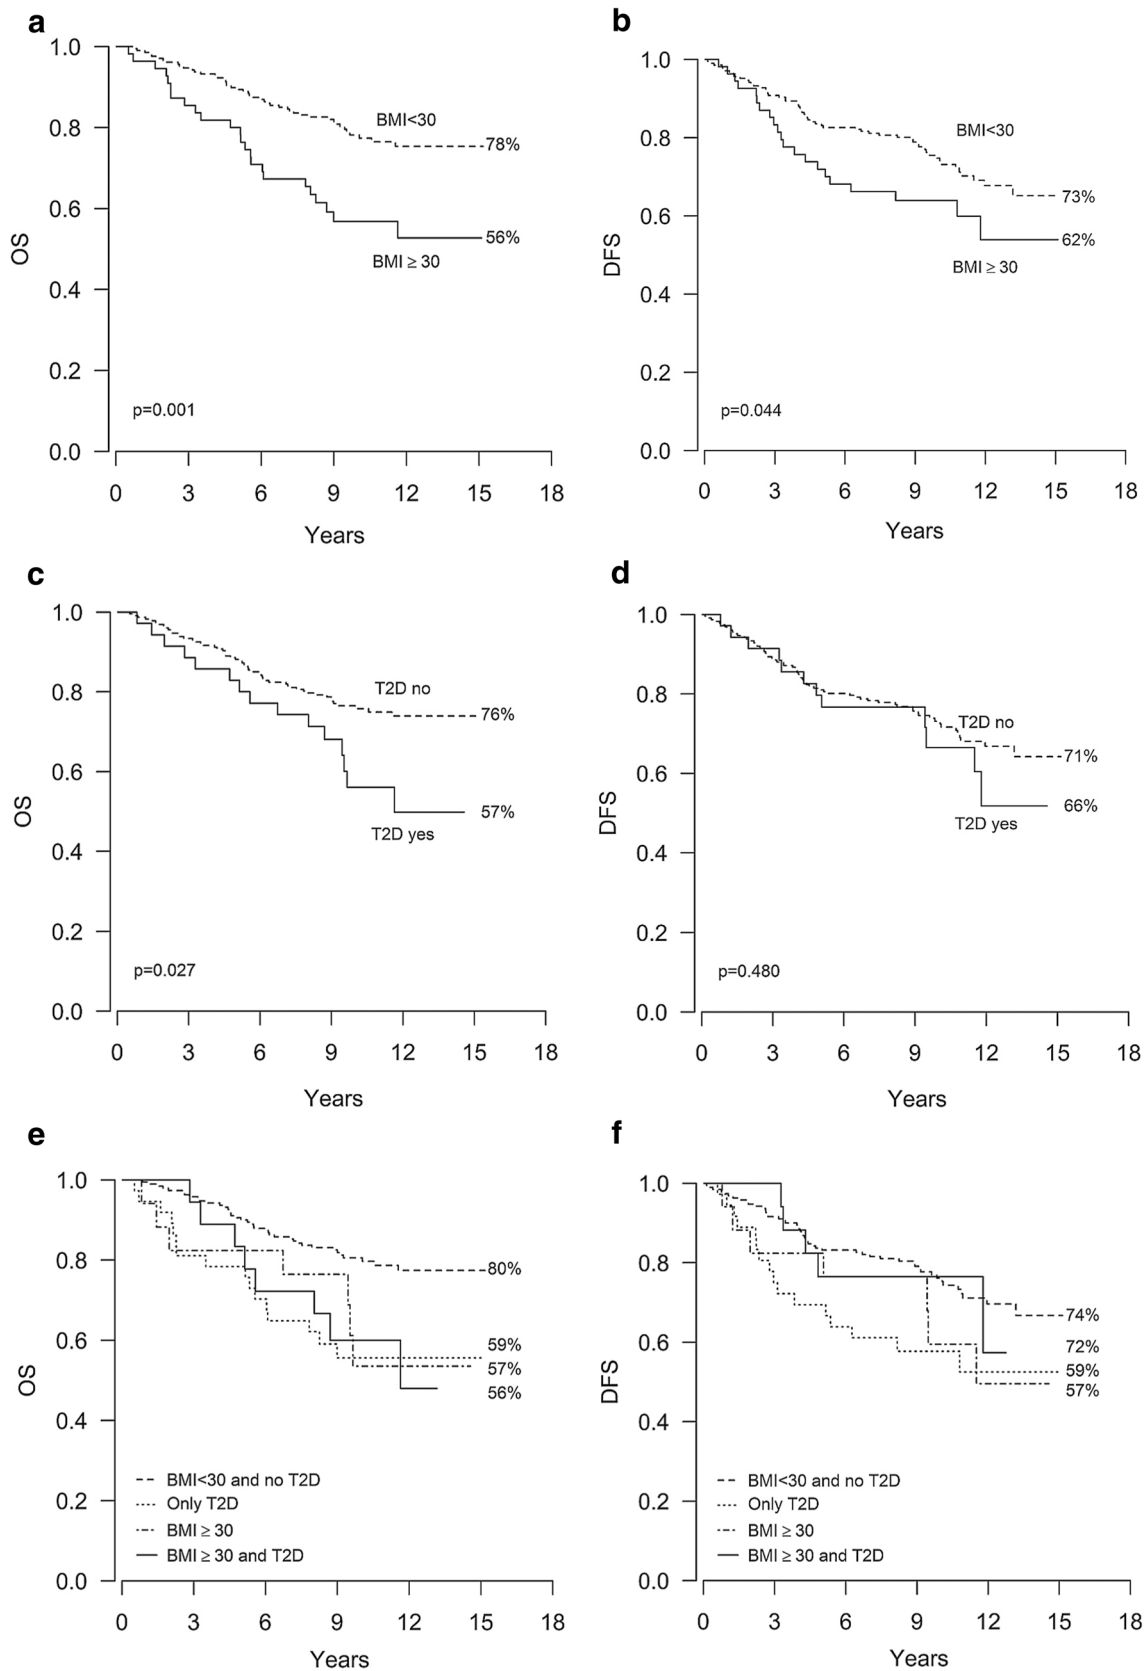 a
1.0
0.8
0.6
0.4
0.2
0.0
OS
BMI<30
78%
56%
BMI ≥ 30
p=0.001
0 3 6 9 12 15 18
Years
b
1.0
0.8
0.6
0.4
0.2
0.0
DFS
BMI<30
73%
62%
BMI ≥ 30
p=0.044
0 3 6 9 12 15 18
Years
c
1.0
0.8
0.6
0.4
0.2
0.0
OS
T2D no
76%
57%
T2D yes
p=0.027
0 3 6 9 12 15 18
Years
d
1.0
0.8
0.6
0.4
0.2
0.0
DFS
T2D no
71%
66%
T2D yes
p=0.480
0 3 6 9 12 15 18
Years
e
1.0
0.8
0.6
0.4
0.2
0.0
OS
80%
59%
57%
56%
BMI<30 and no T2D
Only T2D
BMI ≥ 30
BMI ≥ 30 and T2D
0 3 6 9 12 15 18
Years
f
1.0
0.8
0.6
0.4
0.2
0.0
DFS
74%
72%
59%
57%
BMI<30 and no T2D
Only T2D
BMI ≥ 30
BMI ≥ 30 and T2D
0 3 6 9 12 15 18
Years